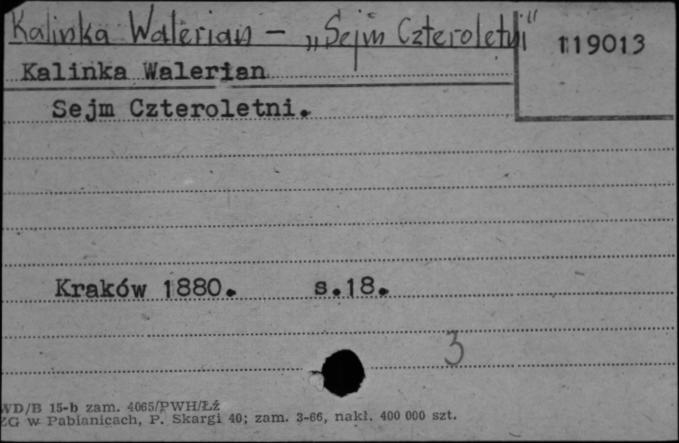 Kalinka Walerian - „Sejm Czteroletni"
119013
Kalinka Walerian
Sejm Czteroletni.
Kraków 1880. s.18.
3
WD/B 15-b zam. 4065/PWH/Łź
ZG w Pabianicach, P. Skargi 40; zam. 3-66, nakł. 400 000 szt.